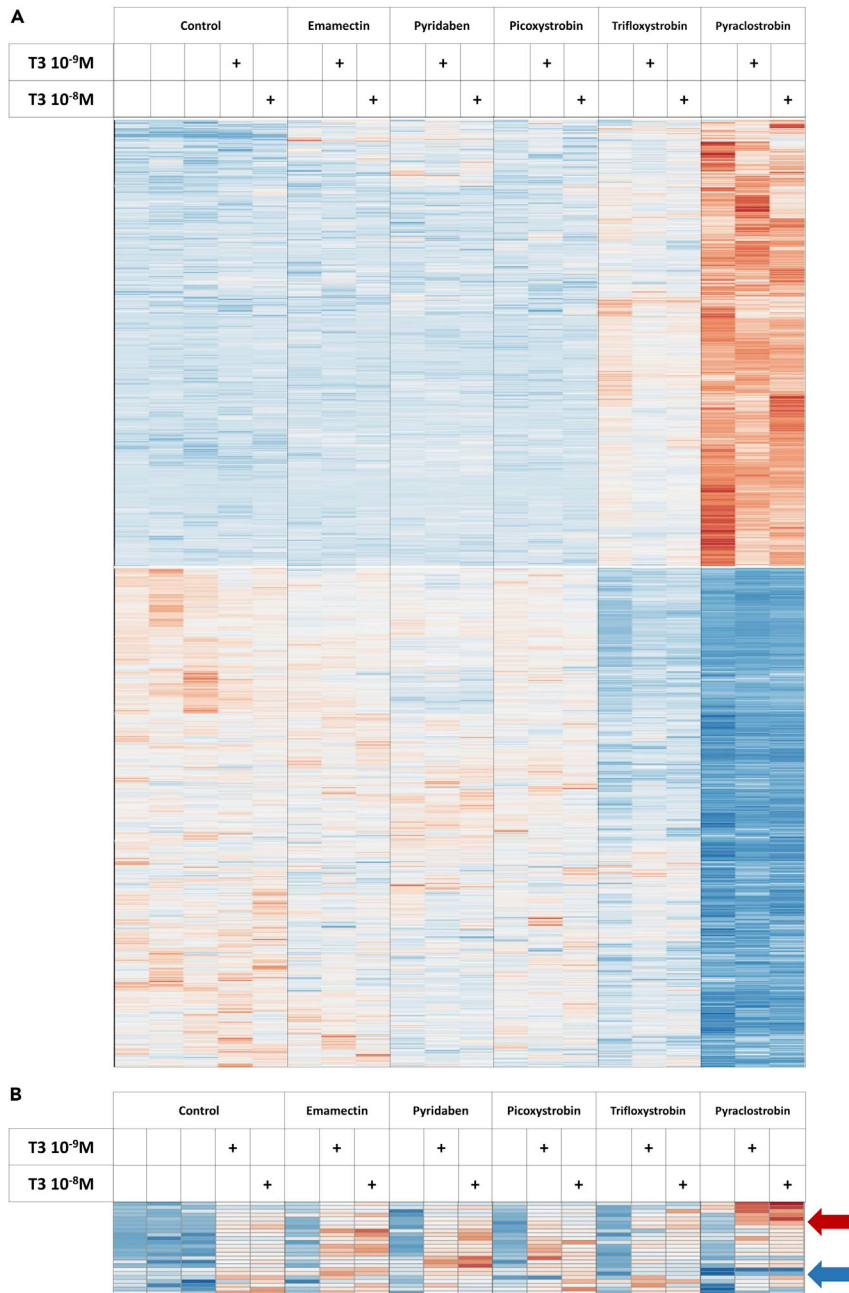 A
Control Emamectin Pyridaben Picoxystrobin Trifloxystrobin Pyraclostrobin
T3 10⁻⁹M + + + + + +
T3 10⁻⁸M + + + + + +
B
Control Emamectin Pyridaben Picoxystrobin Trifloxystrobin Pyraclostrobin
T3 10⁻⁹M + + + + + +
T3 10⁻⁸M + + + + + +